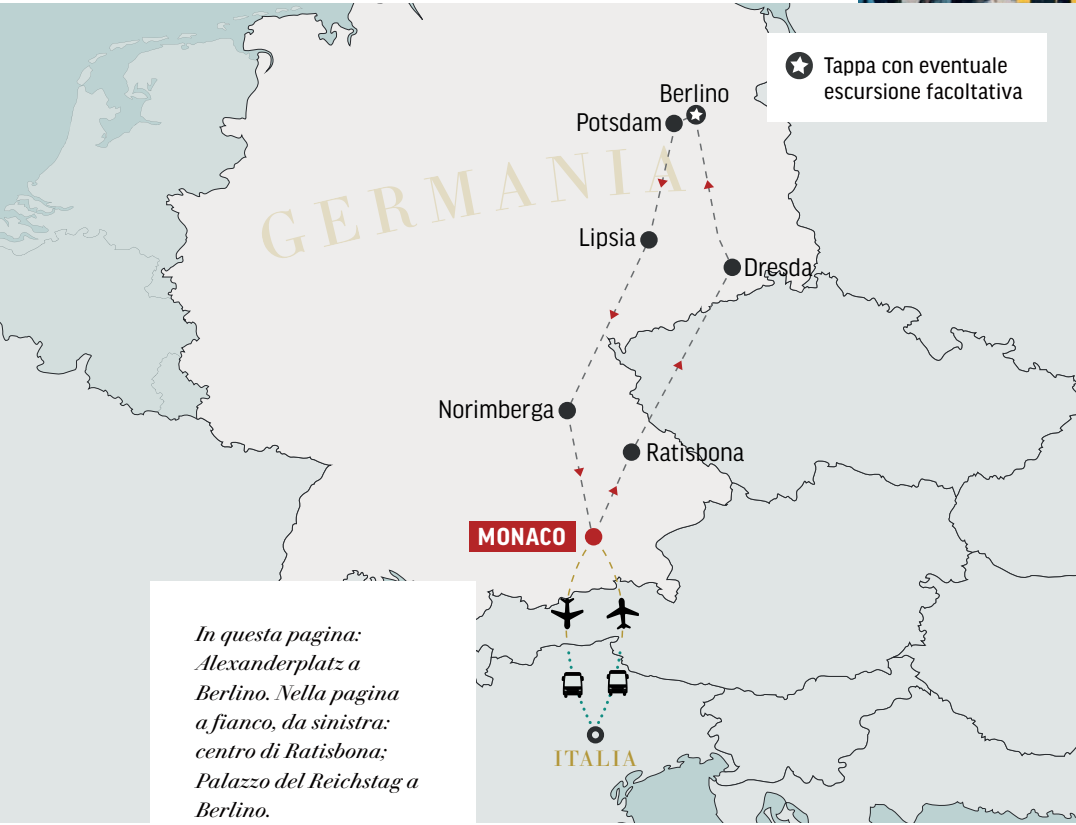 Tappa con eventuale
escursione facoltativa
Berlino
Potsdam
GERMANIA
Lipsia
Dresda
Norimberga
Ratisbona
MONACO
ITALIA
In questa pagina:
Alexanderplatz a
Berlino. Nella pagina
a fianco, da sinistra:
centro di Ratisbona;
Palazzo del Reichstag a
Berlino.